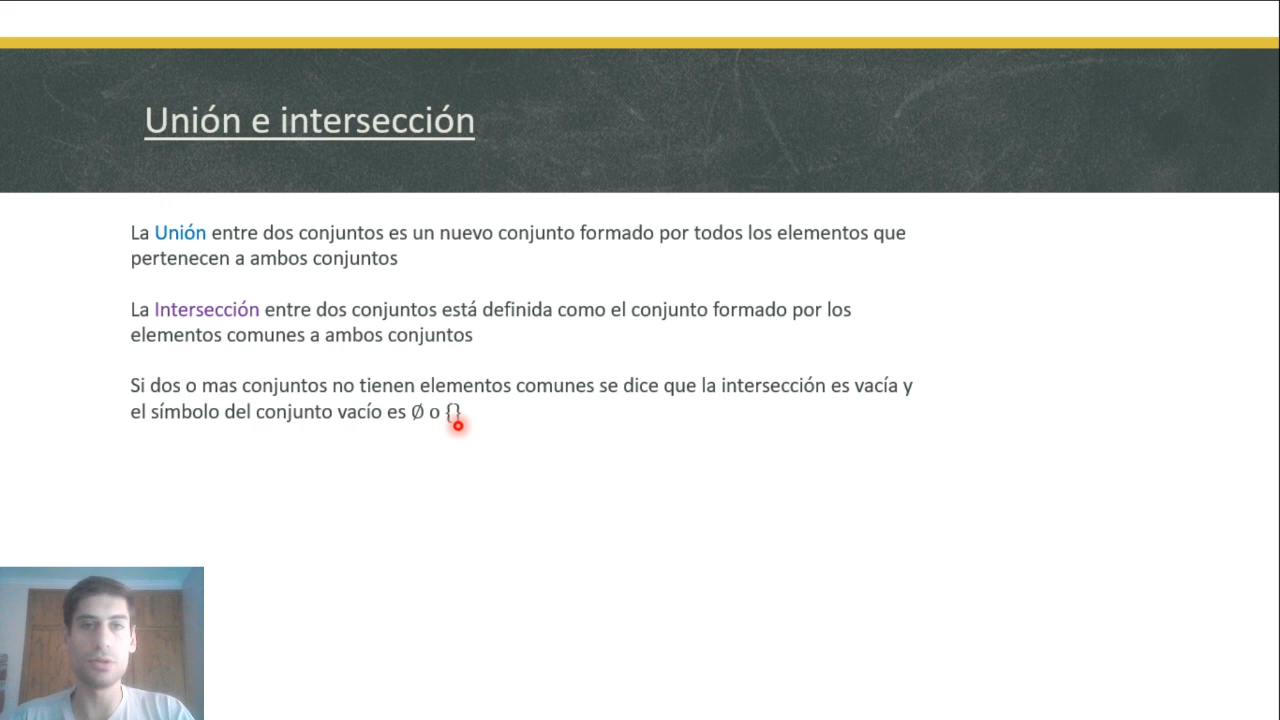 Unión e intersección
La Unión entre dos conjuntos es un nuevo conjunto formado por todos los elementos que
pertenecen a ambos conjuntos
La Intersección entre dos conjuntos está definida como el conjunto formado por los
elementos comunes a ambos conjuntos
Si dos o mas conjuntos no tienen elementos comunes se dice que la intersección es vacía y
el símbolo del conjunto vacío es ∅ o {}